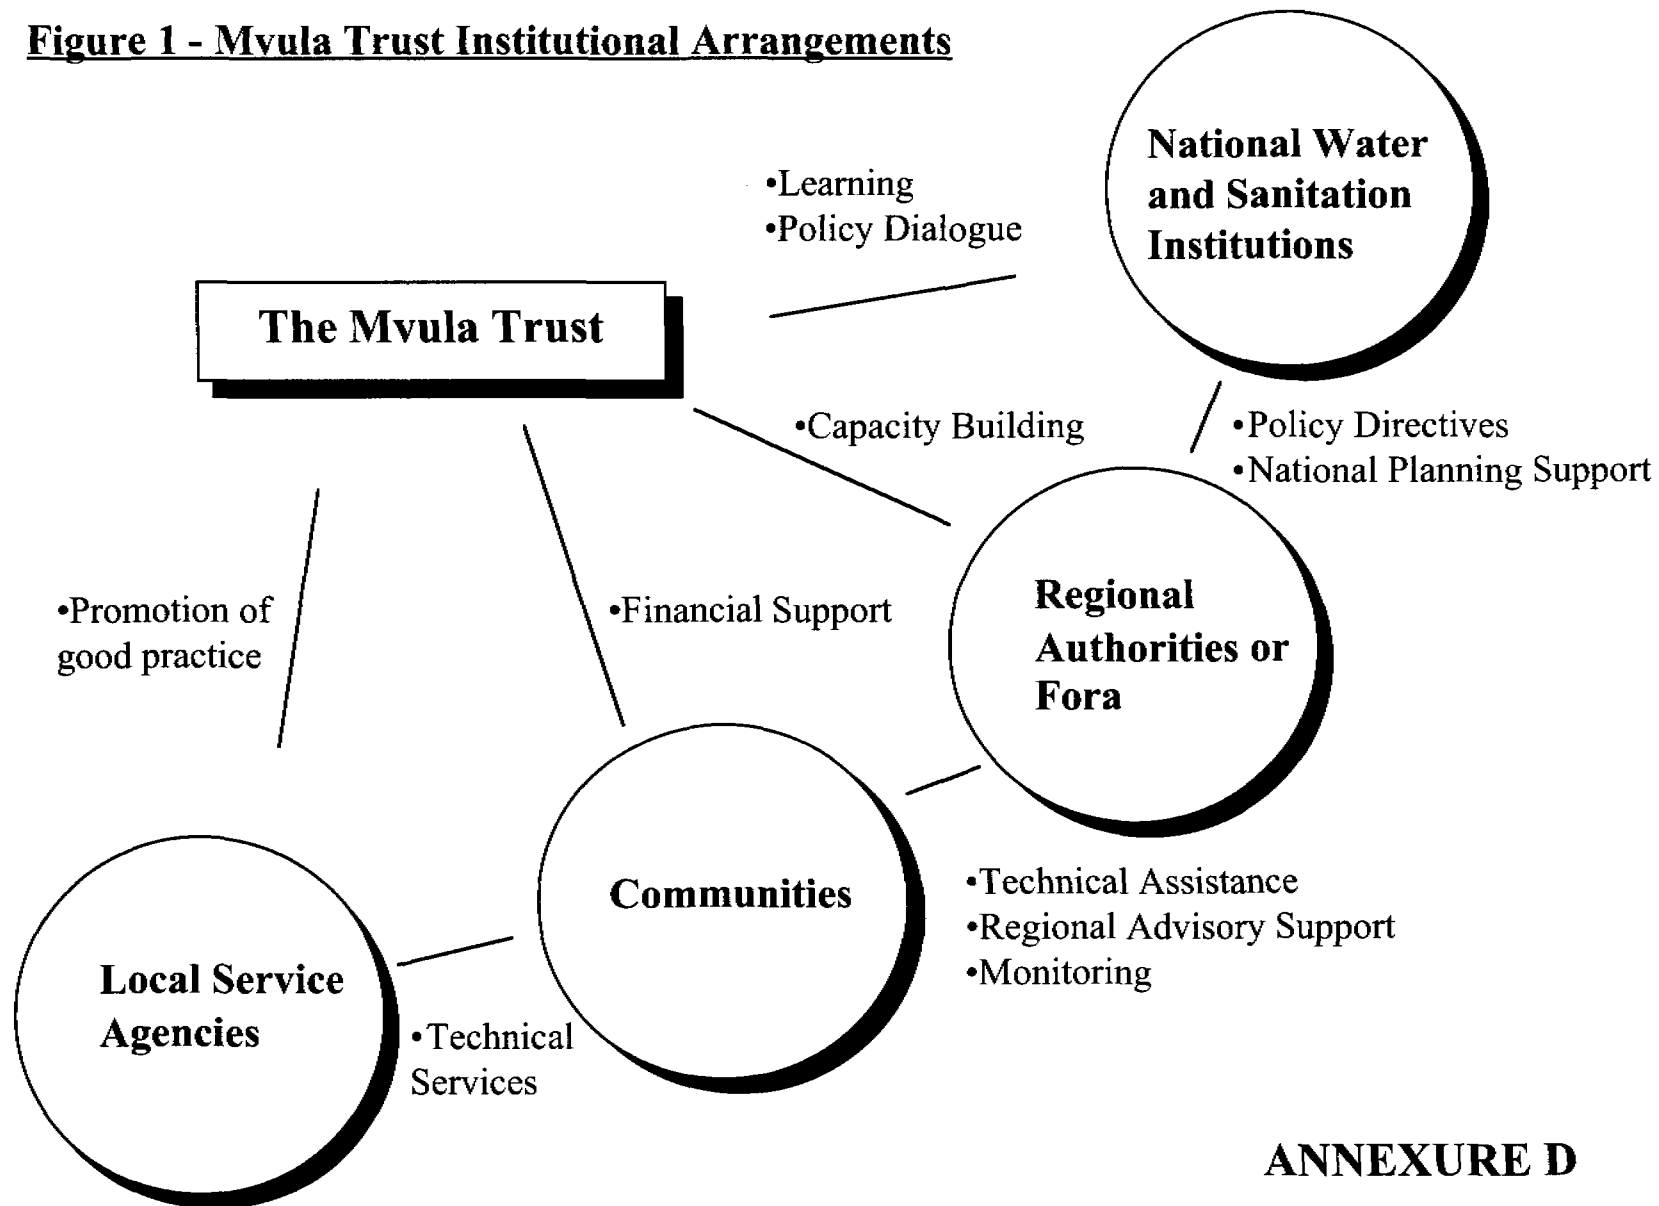 Figure 1 - Mvula Trust Institutional Arrangements
National Water
and Sanitation
Institutions
•Learning
•Policy Dialogue
The Mvula Trust
•Capacity Building
•Policy Directives
•National Planning Support
•Promotion of
good practice
•Financial Support
Regional
Authorities or
Fora
Communities
•Technical Assistance
•Regional Advisory Support
•Monitoring
Local Service
Agencies
•Technical
Services
ANNEXURE D